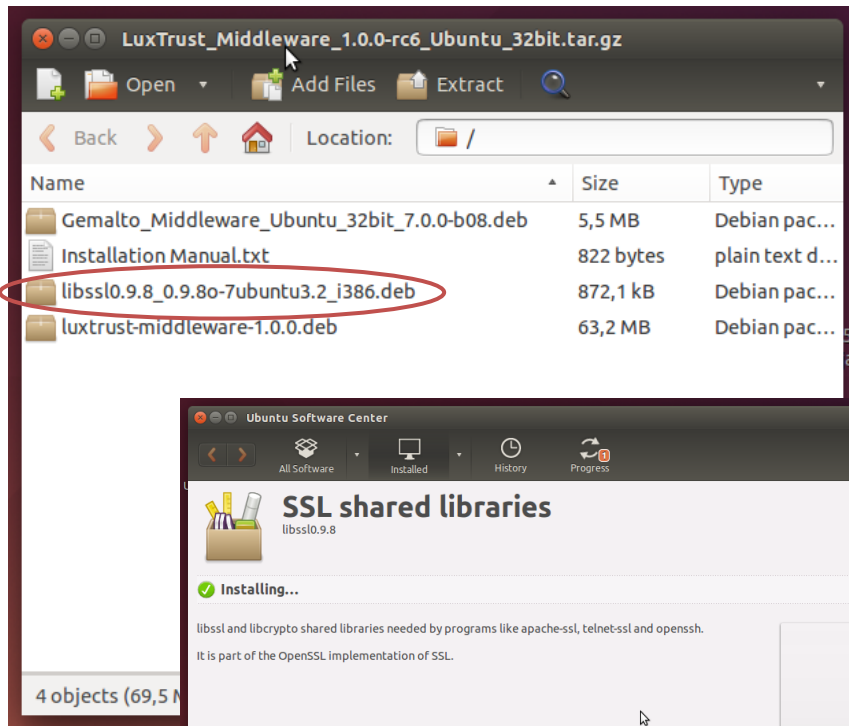 LuxTrust_Middleware_1.0.0-rc6_Ubuntu_32bit.tar.gz
Open Add Files Extract
Back Location: /
Name Size Type
Gemalto_Middleware_Ubuntu_32bit_7.0.0-b08.deb 5,5 MB Debian pac...
Installation Manual.txt 822 bytes plain text d...
libssl0.9.8_0.9.8o-7ubuntu3.2_i386.deb 872,1 kB Debian pac...
luxtrust-middleware-1.0.0.deb 63,2 MB Debian pac...
Ubuntu Software Center
All Software Installed History Progress
1
SSL shared libraries
libssl0.9.8
Installing...
libssl and libcrypto shared libraries needed by programs like apache-ssl, telnet-ssl and openssh.
It is part of the OpenSSL implementation of SSL.
4 objects (69,5